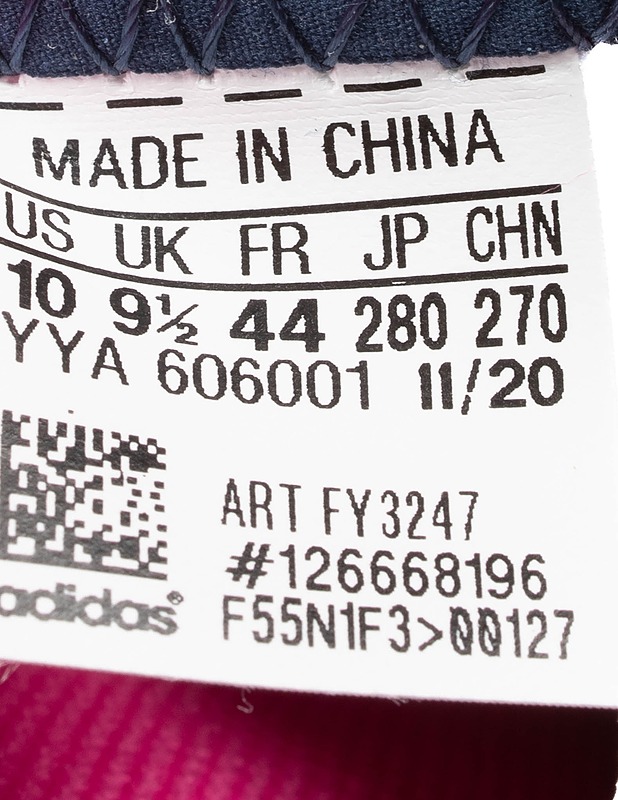 MADE IN CHINA
US UK FR JP CHN
10 9½ 44 280 270
YYA 606001 11/20
ART FY3247
#126668196
adidas®
F55N1F3>00127